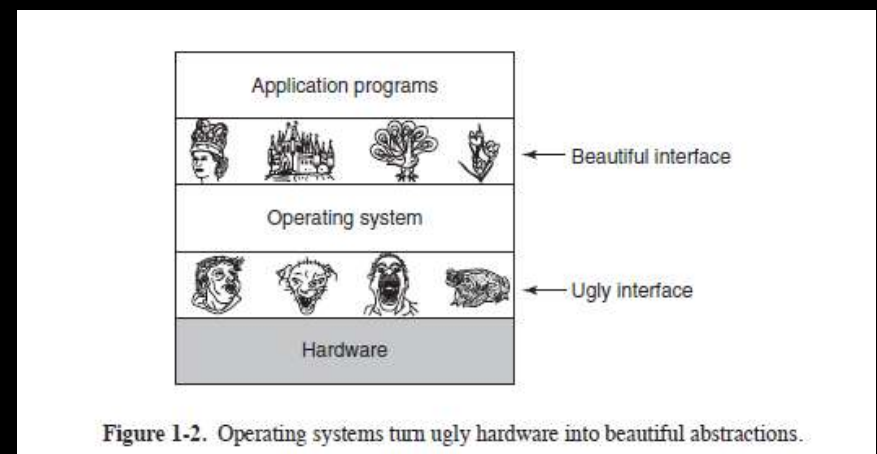 Application programs
Beautiful interface
Operating system
Ugly interface
Hardware
Figure 1-2. Operating systems turn ugly hardware into beautiful abstractions.